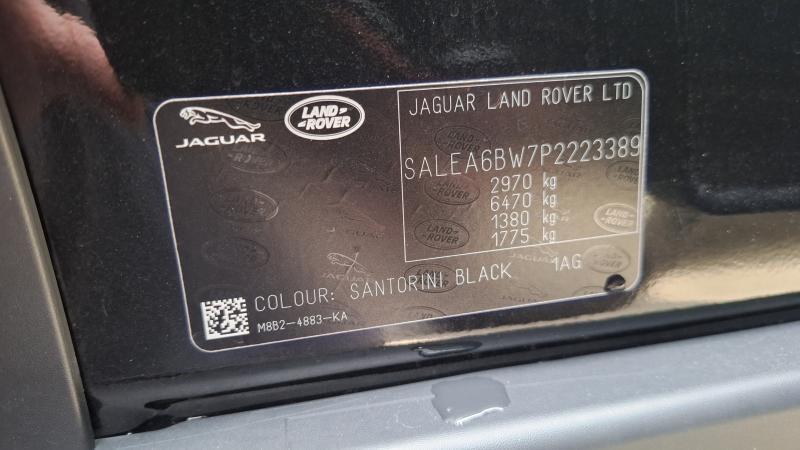 JAGUAR
LAND ROVER
JAGUAR LAND ROVER LTD
SALEA6BW7P2223389
2970 kg
6470 kg
1380 kg
1775 kg
COLOUR: SANTORINI BLACK 1AG
M8B2-4883-KA